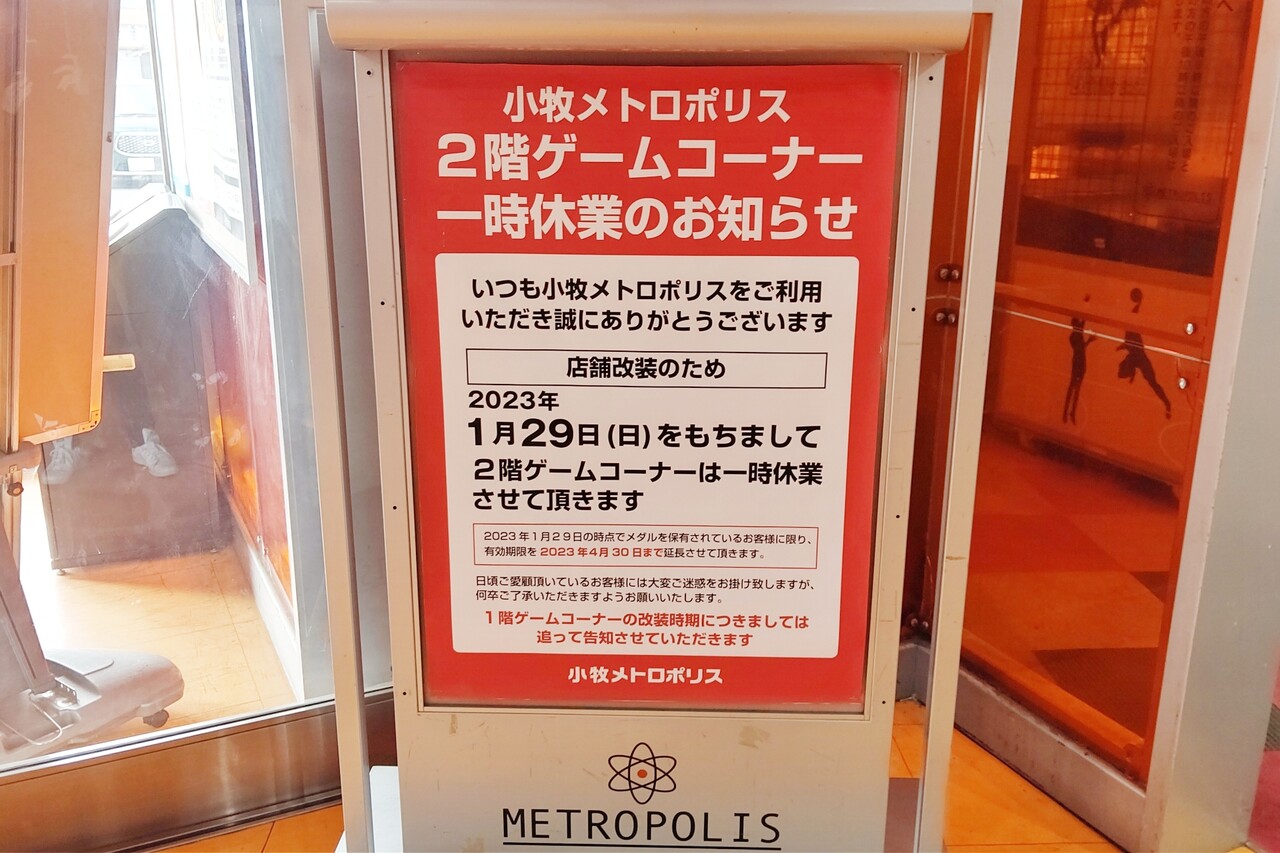 小牧メトロポリス
２階ゲームコーナー
一時休業のお知らせ
いつも小牧メトロポリスをご利用
いただき誠にありがとうございます
店舗改装のため
2023年
1月29日(日)をもちまして
２階ゲームコーナーは一時休業
させて頂きます
2023年1月29日の時点でメダルを保有されているお客様に限り、
有効期限を2023年4月30日まで延長させて頂きます。
日頃ご愛顧頂いているお客様には大変ご迷惑をお掛け致しますが、
何卒ご了承いただきますようお願いいたします。
１階ゲームコーナーの改装時期につきましては
追って告知させていただきます
小牧メトロポリス
METROPOLIS